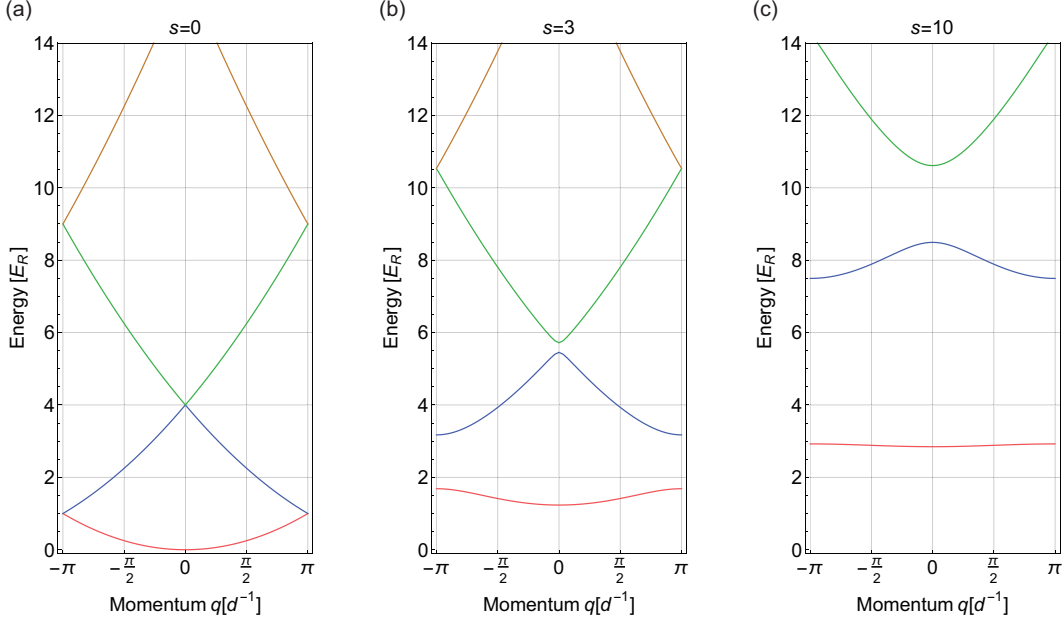 (a)
s=0
Energy [E_R]
14
12
10
8
6
4
2
0
−π
−π/2
0
π/2
π
Momentum q[d⁻¹]
(b)
s=3
Energy [E_R]
14
12
10
8
6
4
2
0
−π
−π/2
0
π/2
π
Momentum q[d⁻¹]
(c)
s=10
Energy [E_R]
14
12
10
8
6
4
2
0
−π
−π/2
0
π/2
π
Momentum q[d⁻¹]